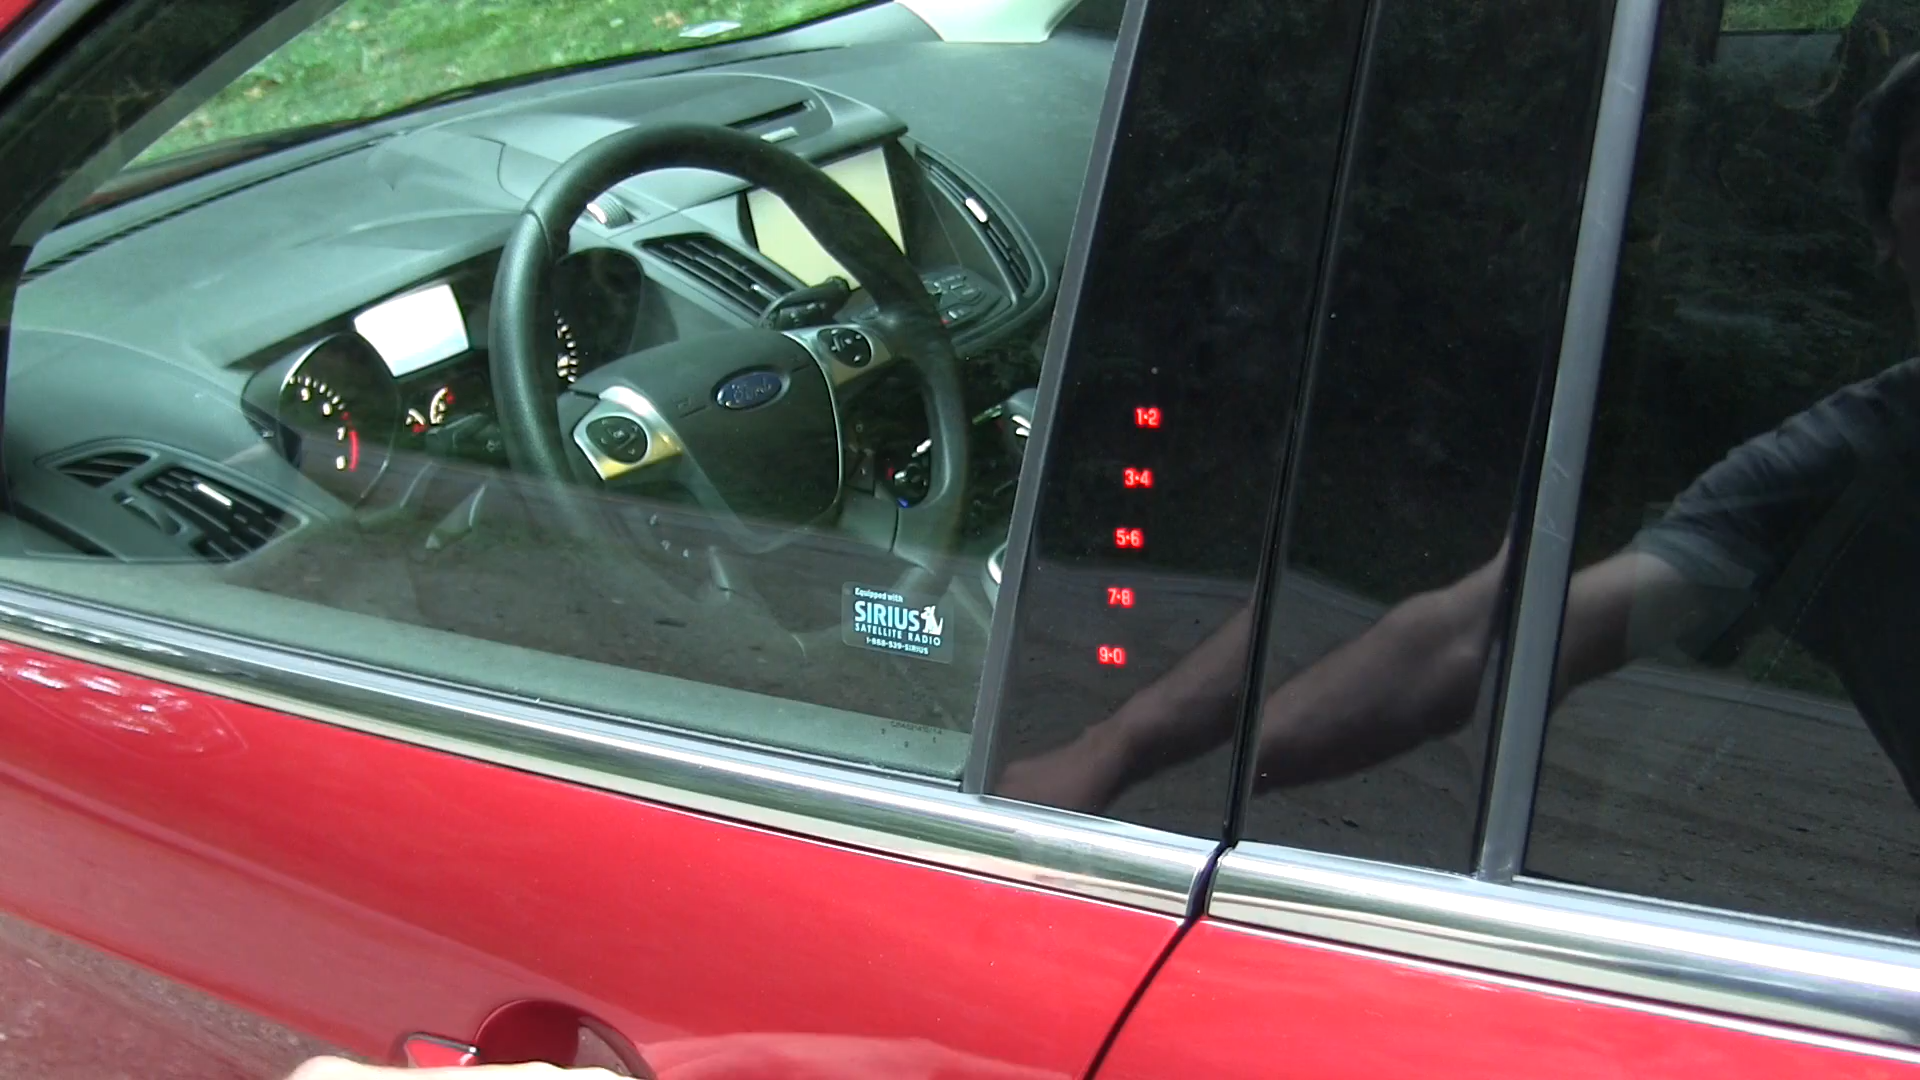 Ford
1·2
3·4
5·6
7·8
9·0
Equipped with
SIRIUS
SATELLITE RADIO
1-888-539-SIRIUS